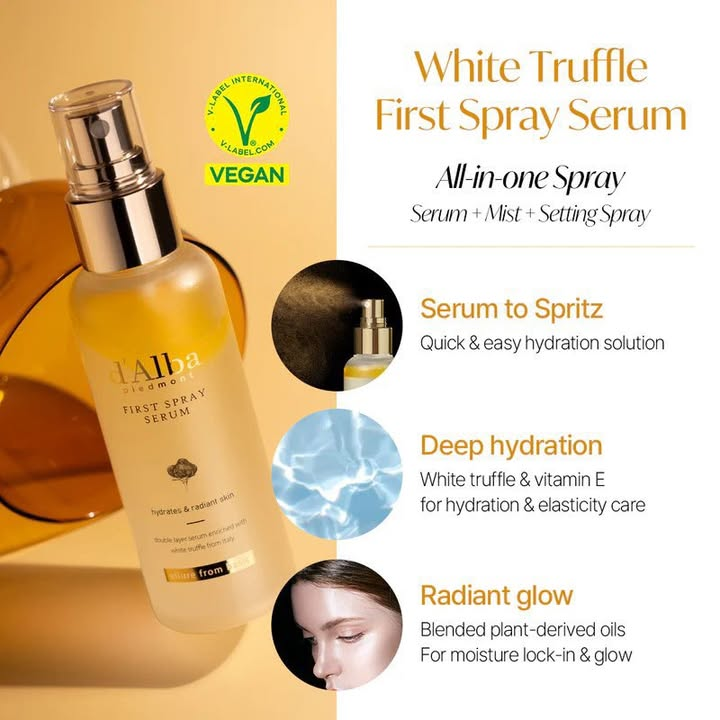 V-LABEL INTERNATIONAL
V-LABEL.COM
VEGAN
White Truffle
First Spray Serum
All-in-one Spray
Serum + Mist + Setting Spray
d'Alba
piedmont
FIRST SPRAY
SERUM
hydrates & radiant skin
double layer serum enriched with
white truffle from Italy.
allure from
Serum to Spritz
Quick & easy hydration solution
Deep hydration
White truffle & vitamin E
for hydration & elasticity care
Radiant glow
Blended plant-derived oils
For moisture lock-in & glow